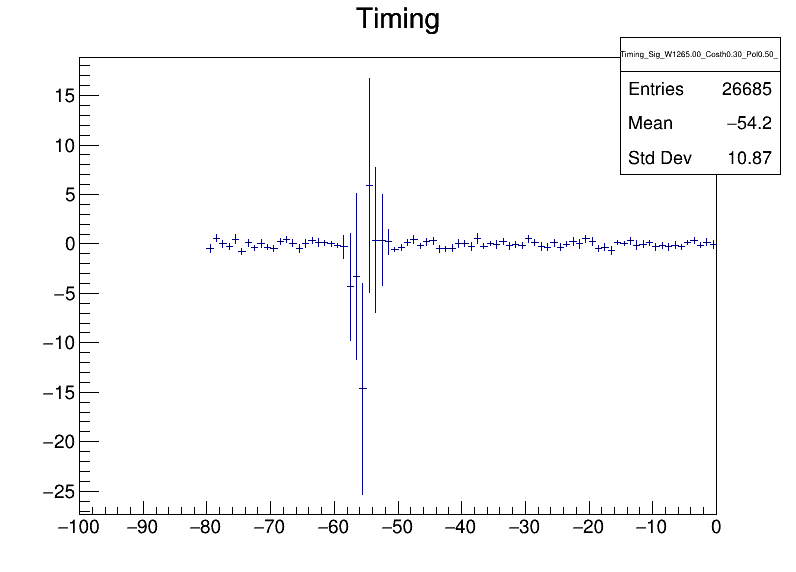 Timing
Timing_Sig_W1265.00_Costh0.30_Pol0.50_
Entries 26685
Mean −54.2
Std Dev 10.87
15
10
5
0
−5
−10
−15
−20
−25
−100 −90 −80 −70 −60 −50 −40 −30 −20 −10 0